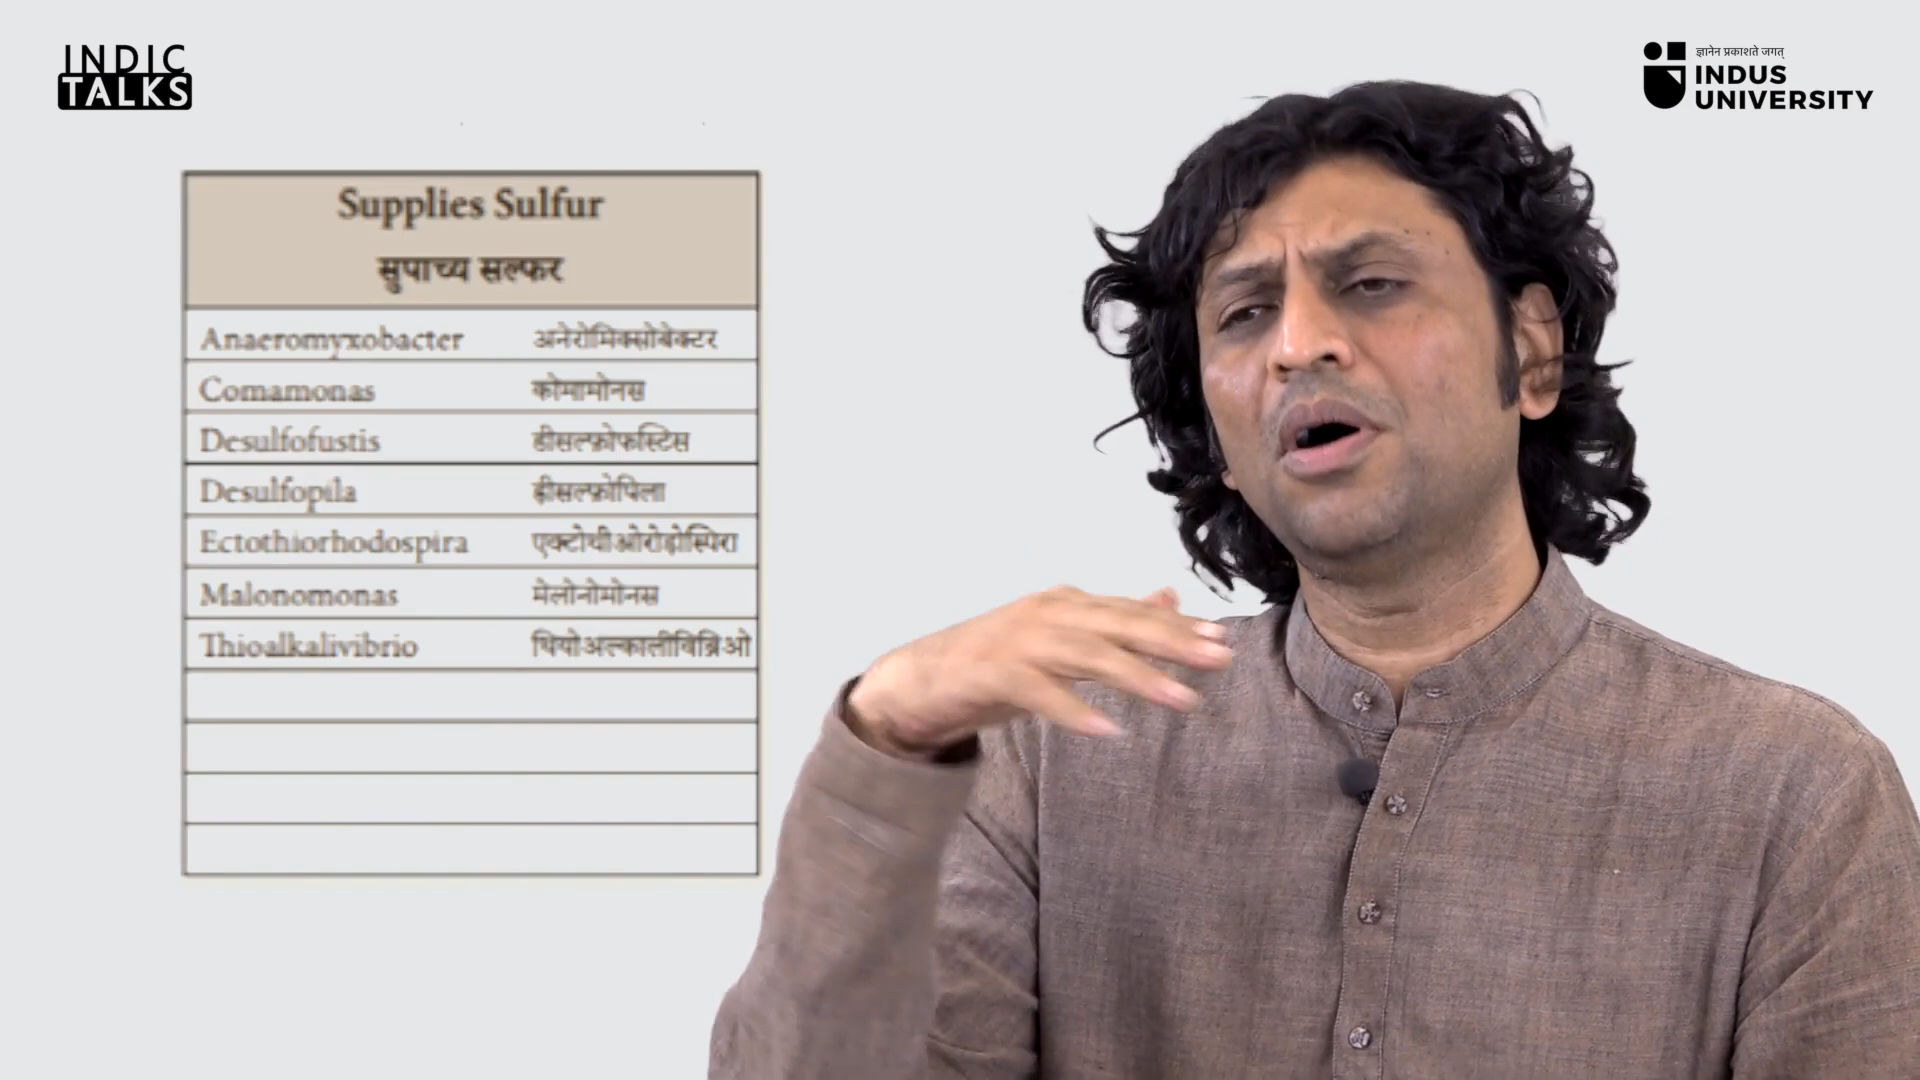 INDIC
TALKS
ज्ञानेन प्रकाशते जगत्
INDUS
UNIVERSITY
Supplies Sulfur
सुपाच्य सल्फर
Anaeromyxobacter अनेरोमिक्सोबेक्टर
Comamonas कोमामोनस
Desulfofustis डीसल्फ़ोफस्टिस
Desulfopila डीसल्फ़ोपिला
Ectothiorhodospira एक्टोथीओरोडोस्पिरा
Malonomonas मेलोनोमोनस
Thioalkalivibrio थियोअल्कालीविब्रिओ